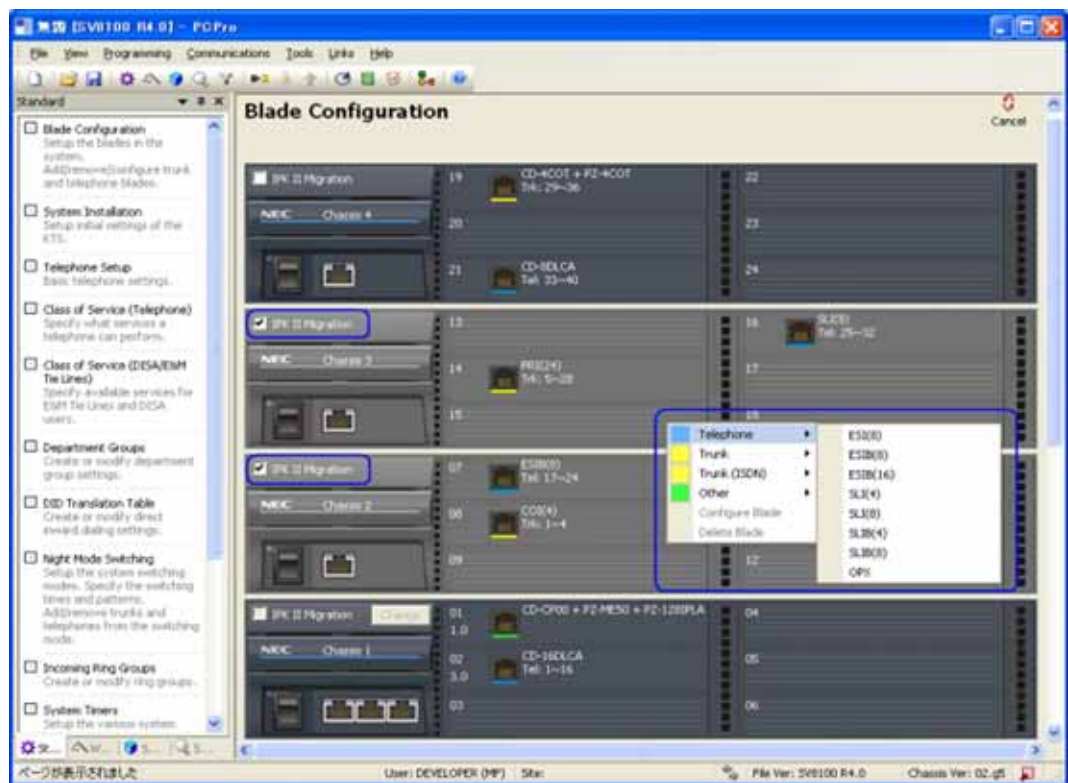 無題 [SV8100 R4.0] - PCPro
File View Programming Communications Tools Links Help
Standard
Blade Configuration
Setup the blades in the system.
Add/remove/configure trunk and telephone blades.
System Installation
Setup initial settings of the KTS.
Telephone Setup
Basic telephone settings.
Class of Service (Telephone)
Specify what services a telephone can perform.
Class of Service (DISA/E&M Tie Lines)
Specify available services for E&M Tie Lines and DISA users.
Department Groups
Create or modify department group settings.
DID Translation Table
Create or modify direct inward dialing settings.
Night Mode Switching
Setup the system switching modes. Specify the switching times and patterns.
Add/remove trunks and telephones from the switching mode.
Incoming Ring Groups
Create or modify ring groups.
System Timers
Setup the various system
Blade Configuration
Cancel
IPK II Migration
NEC Chassis 4
19 CD-4COT + PZ-4COT
Trk: 29~36
20
21 CD-8DLCA
Tel: 33~40
22
23
24
IPK II Migration
NEC Chassis 3
13
14 PRI(24)
Trk: 5~28
15
16 SLI(8)
Tel: 25~32
17
18
IPK II Migration
NEC Chassis 2
07 ESIB(8)
Tel: 17~24
08 COI(4)
Trk: 1~4
09
12
Telephone
Trunk
Trunk (ISDN)
Other
Configure Blade
Delete Blade
ESI(8)
ESIB(8)
ESIB(16)
SLI(4)
SLI(8)
SLIB(4)
SLIB(8)
OPX
IPK II Migration Change
NEC Chassis 1
01 CD-CP00 + PZ-ME50 + PZ-128IPLA
1.0
02 CD-16DLCA
3.0 Tel: 1~16
03
04
05
06
ページが表示されました
User: DEVELOPER (MF) Site:
File Ver: SV8100 R4.0
Chassis Ver: 02.g5